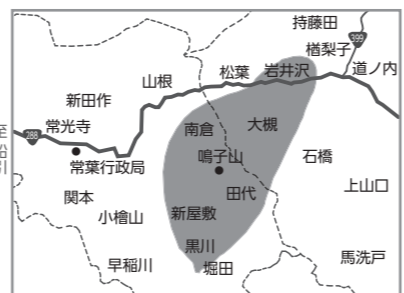 持藤田
楢梨子
399
松葉
岩井沢
道ノ内
山根
新田作
大槻
南倉
常光寺
288
至船引
鳴子山
石橋
常葉行政局
田代
上山口
関本
新屋敷
小檜山
黒川
馬洗戸
早稲川
堀田